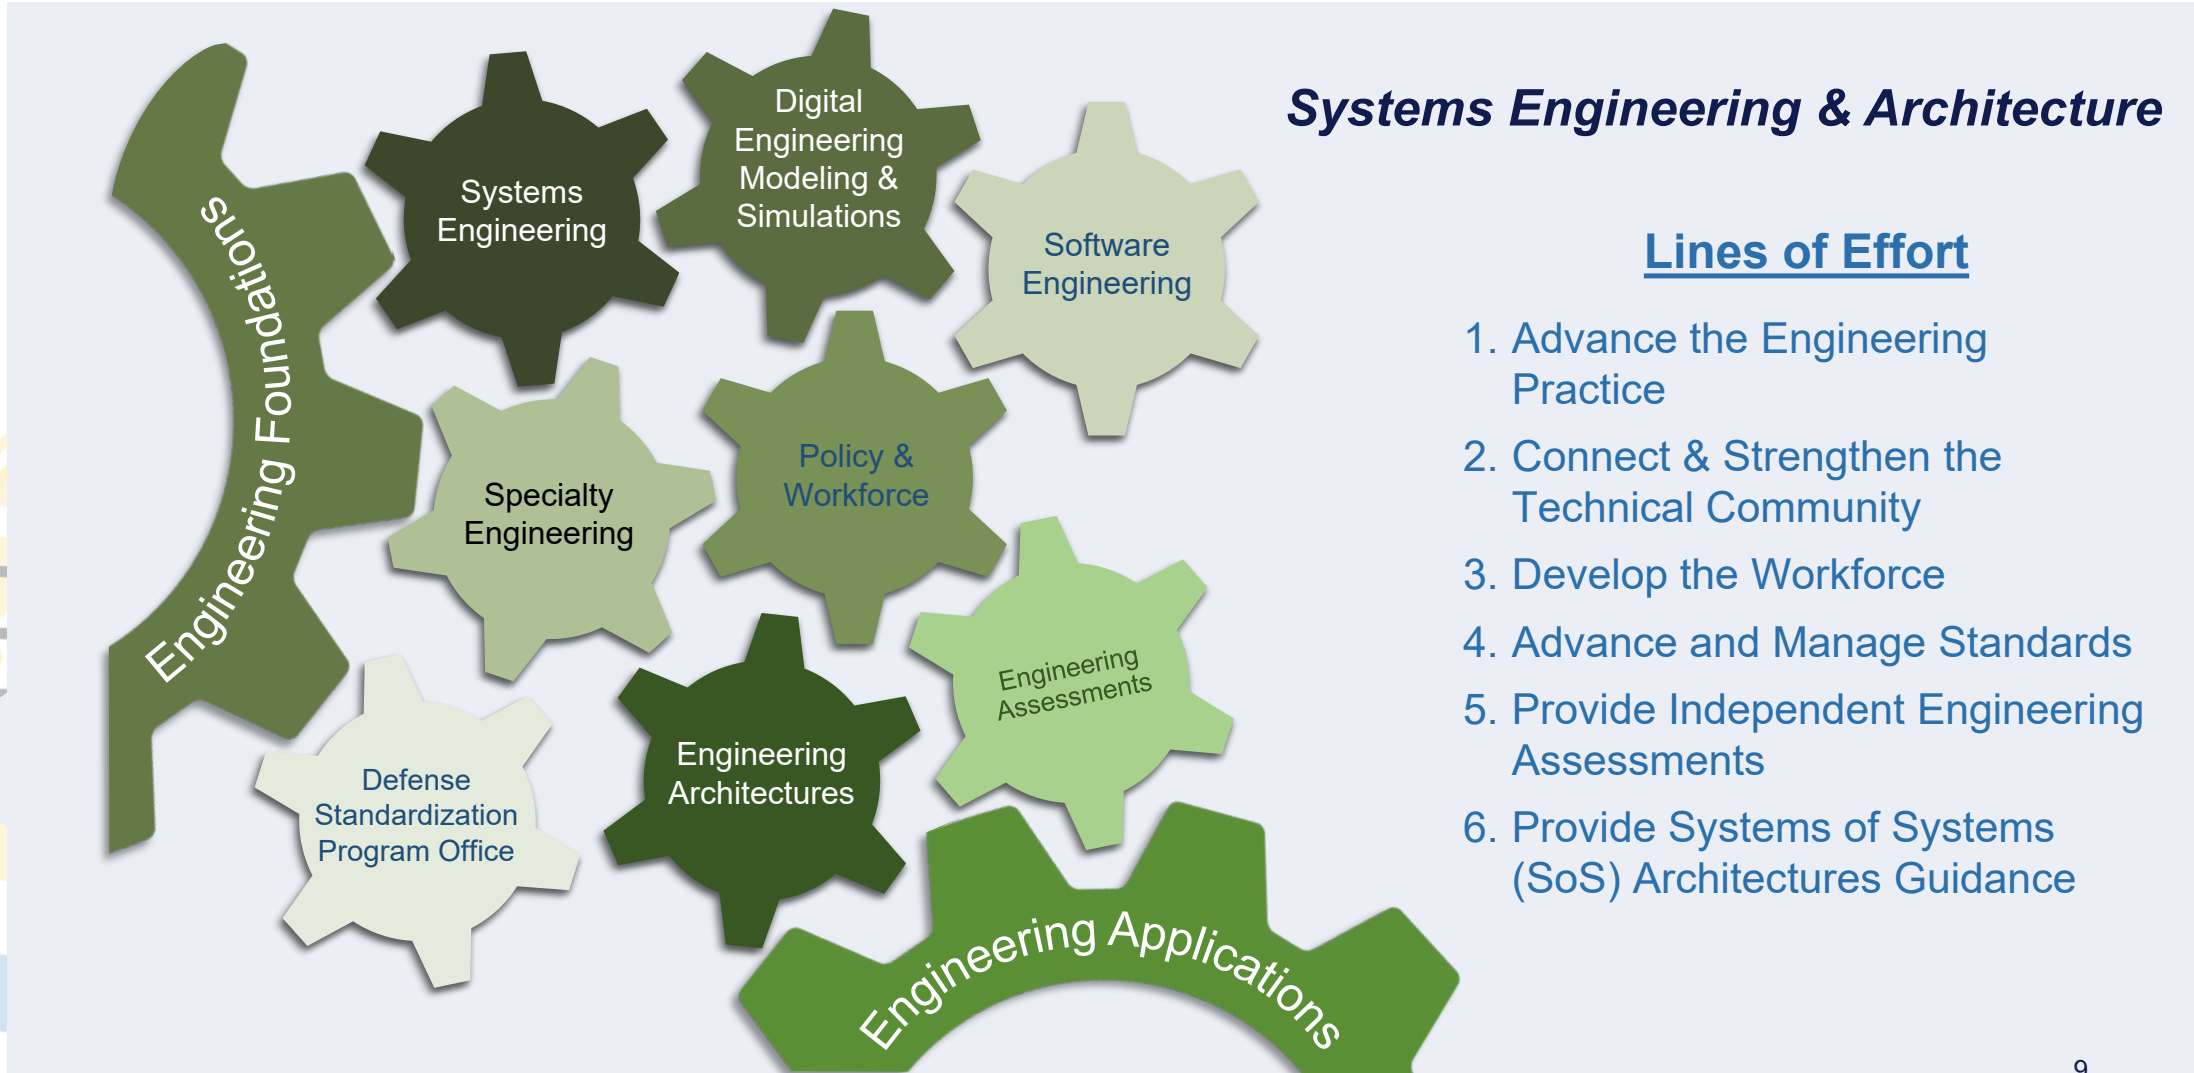 Systems Engineering & Architecture
Engineering Foundations
Systems
Engineering
Digital
Engineering
Modeling &
Simulations
Software
Engineering
Specialty
Engineering
Policy &
Workforce
Engineering
Assessments
Defense
Standardization
Program Office
Engineering
Architectures
Engineering Applications
Lines of Effort
1. Advance the Engineering
Practice
2. Connect & Strengthen the
Technical Community
3. Develop the Workforce
4. Advance and Manage Standards
5. Provide Independent Engineering
Assessments
6. Provide Systems of Systems
(SoS) Architectures Guidance
9